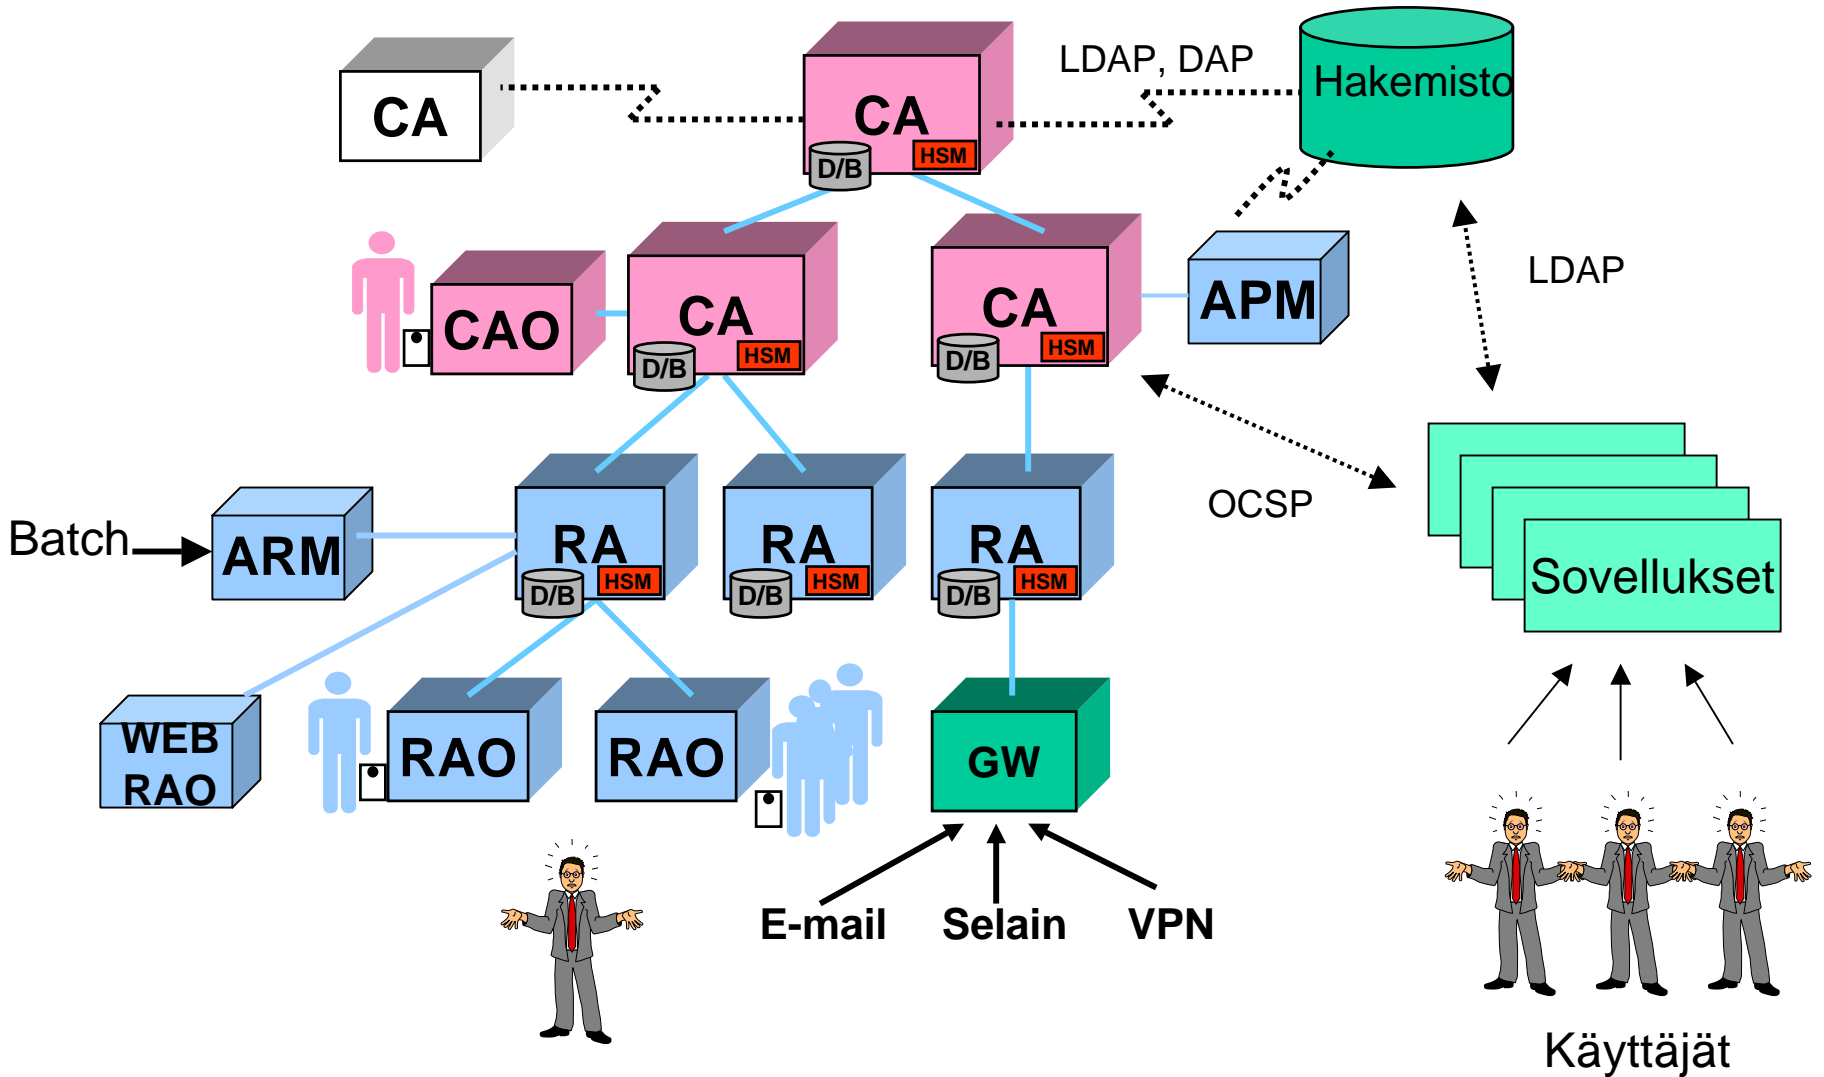 LDAP, DAP
Hakemisto
CA
CA
HSM
D/B
LDAP
CAO
CA
HSM
D/B
CA
HSM
D/B
APM
OCSP
Batch
ARM
RA
HSM
D/B
RA
HSM
D/B
RA
HSM
D/B
Sovellukset
WEB
RAO
RAO
RAO
GW
E-mail
Selain
VPN
Käyttäjät